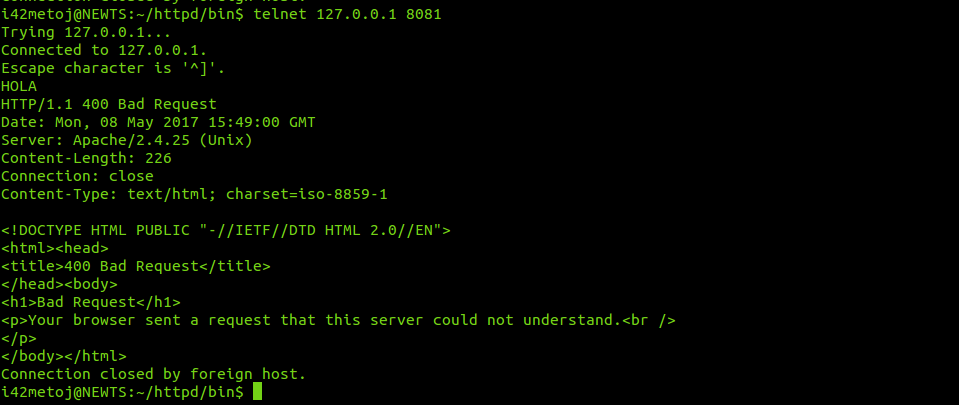 i42metoj@NEWTS:~/httpd/bin$ telnet 127.0.0.1 8081
Trying 127.0.0.1...
Connected to 127.0.0.1.
Escape character is '^]'.
HOLA
HTTP/1.1 400 Bad Request
Date: Mon, 08 May 2017 15:49:00 GMT
Server: Apache/2.4.25 (Unix)
Content-Length: 226
Connection: close
Content-Type: text/html; charset=iso-8859-1

<!DOCTYPE HTML PUBLIC "-//IETF//DTD HTML 2.0//EN">
<html><head>
<title>400 Bad Request</title>
</head><body>
<h1>Bad Request</h1>
<p>Your browser sent a request that this server could not understand.<br />
</p>
</body></html>
Connection closed by foreign host.
i42metoj@NEWTS:~/httpd/bin$